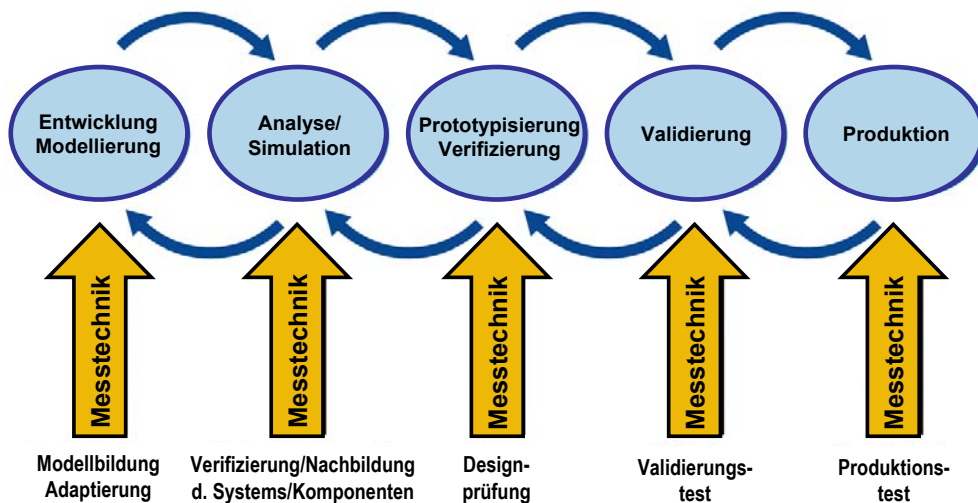 Entwicklung
Modellierung
Analyse/
Simulation
Prototypisierung
Verifizierung
Validierung
Produktion
Messtechnik
Messtechnik
Messtechnik
Messtechnik
Messtechnik
Modellbildung
Adaptierung
Verifizierung/Nachbildung
d. Systems/Komponenten
Design-
prüfung
Validierungs-
test
Produktions-
test